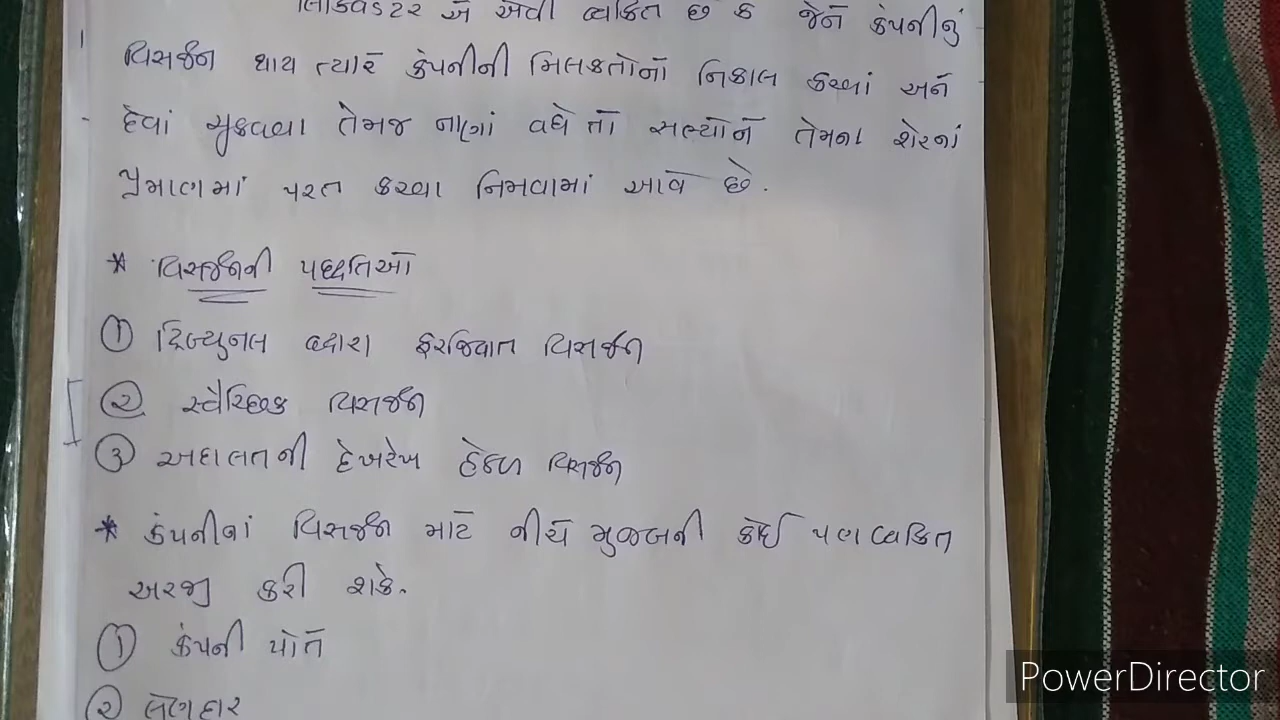 લિકિવડેટર એ એવી વ્યકિત છે કે જેને કંપનીનું
વિસર્જન થાય ત્યારે કંપનીની મિલકતોનો નિકાલ કરવાં અને
દેવાં ચૂકવવા તેમજ નાણાં વધે તો સભ્યોને તેમના શેરનાં
પ્રમાણમાં પરત કરવા નિમવામાં આવે છે.
* વિસર્જનની પધ્ધતિઓ
① ટ્રિબ્યુનલ દ્વારા ફરજિયાત વિસર્જન
② સ્વૈચ્છિક વિસર્જન
③ અદાલતની દેખરેખ હેઠળ વિસર્જન
* કંપનીનાં વિસર્જન માટે નીચે મુજબની કોઈ પણ વ્યકિત
અરજી કરી શકે.
① કંપની પોતે
② લેણદાર
PowerDirector